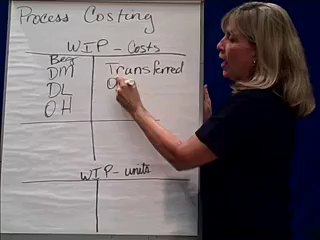 Process Costing
WIP - Costs
Beg
DM
DL
OH
Transferred
O
WIP - units